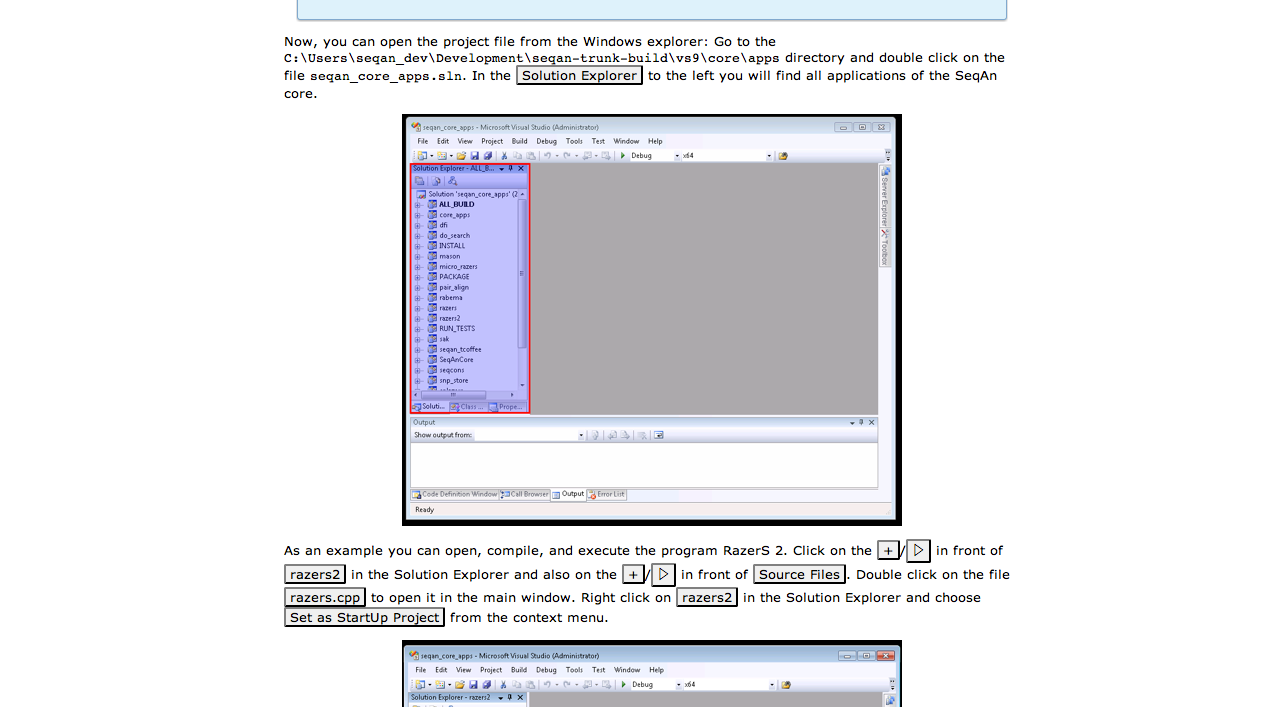 Now, you can open the project file from the Windows explorer: Go to the
C:\Users\seqan_dev\Development\seqan-trunk-build\vs9\core\apps directory and double click on the
file seqan_core_apps.sln. In the Solution Explorer to the left you will find all applications of the SeqAn
core.
seqan_core_apps - Microsoft Visual Studio (Administrator)
File Edit View Project Build Debug Tools Test Window Help
Debug x64
Solution Explorer - ALL_B...
Solution 'seqan_core_apps' (2
ALL_BUILD
core_apps
dfi
do_search
INSTALL
mason
micro_razers
PACKAGE
pair_align
rabema
razers
razers2
RUN_TESTS
sak
seqan_tcoffee
SeqAnCore
seqcons
snp_store
Soluti... Class ... Prope...
Server Explorer
Toolbox
Output
Show output from:
Code Definition Window Call Browser Output Error List
Ready
As an example you can open, compile, and execute the program RazerS 2. Click on the +/▷ in front of
razers2 in the Solution Explorer and also on the +/▷ in front of Source Files. Double click on the file
razers.cpp to open it in the main window. Right click on razers2 in the Solution Explorer and choose
Set as StartUp Project from the context menu.
seqan_core_apps - Microsoft Visual Studio (Administrator)
File Edit View Project Build Debug Tools Test Window Help
Debug x64
Solution Explorer - razers2